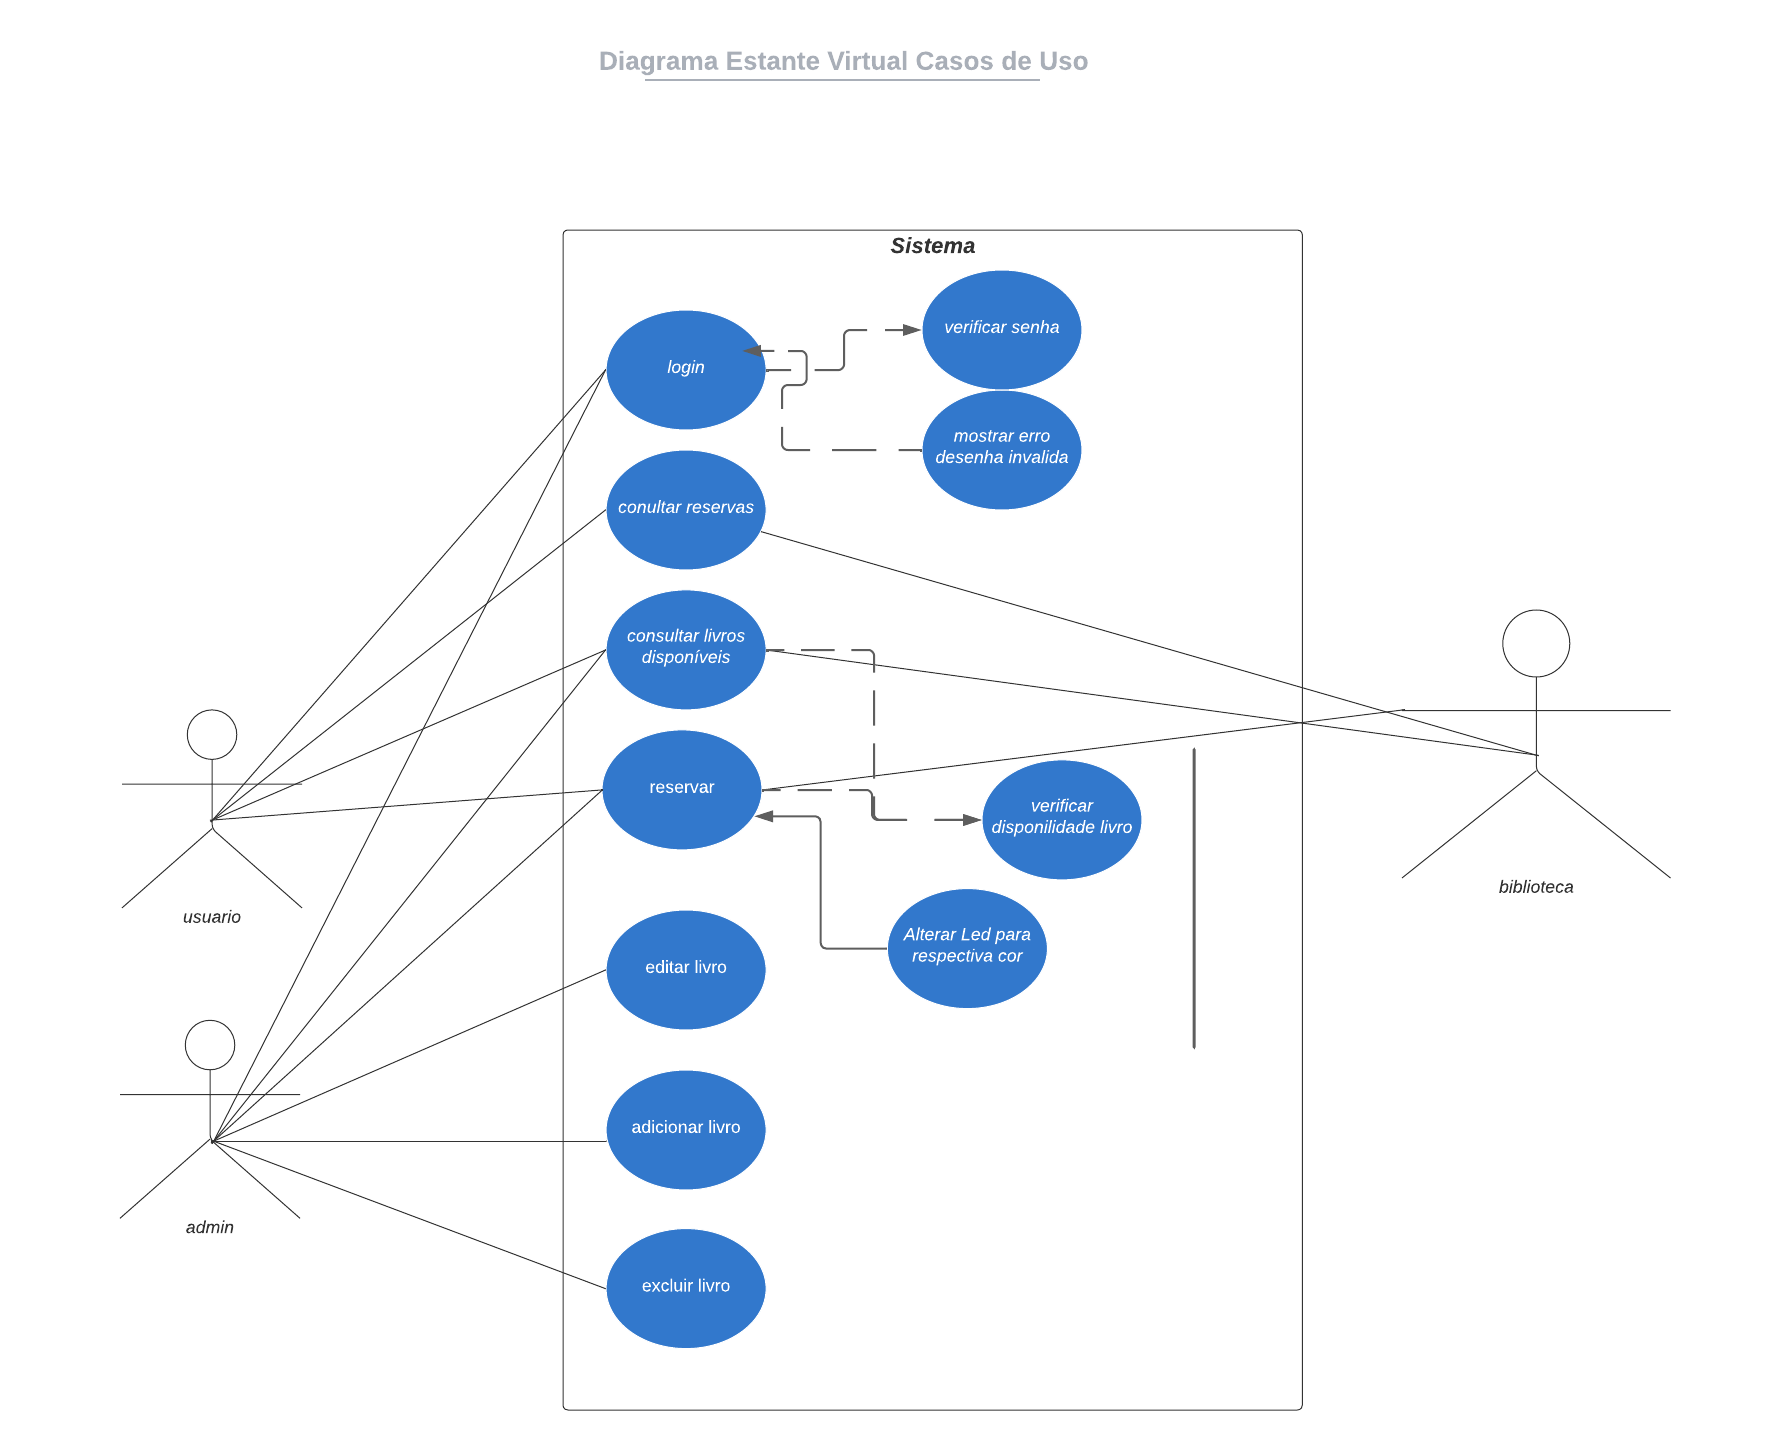 Diagrama Estante Virtual Casos de Uso
Sistema
verificar senha
login
mostrar erro
desenha invalida
conultar reservas
consultar livros
disponíveis
reservar
verificar
disponilidade livro
biblioteca
usuario
Alterar Led para
respectiva cor
editar livro
adicionar livro
admin
excluir livro